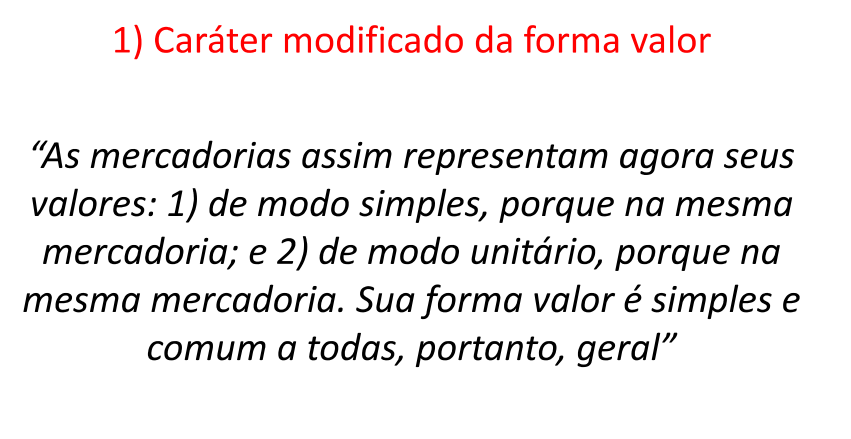 1) Caráter modificado da forma valor
“As mercadorias assim representam agora seus
valores: 1) de modo simples, porque na mesma
mercadoria; e 2) de modo unitário, porque na
mesma mercadoria. Sua forma valor é simples e
comum a todas, portanto, geral”